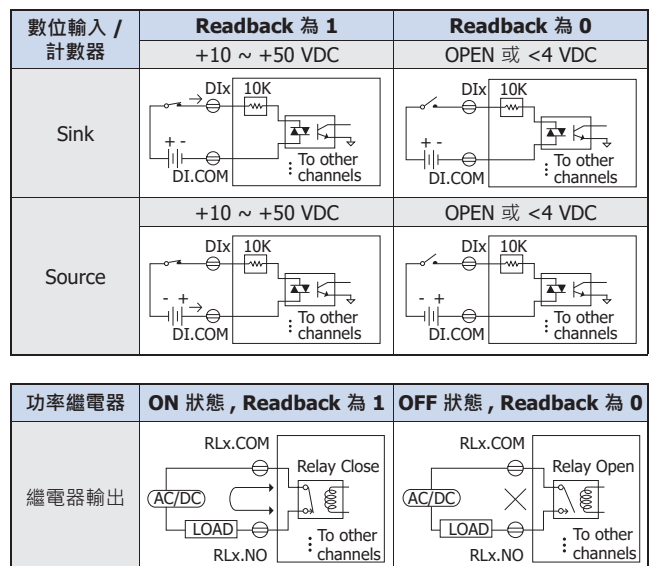 數位輸入 /
計數器
Readback 為 1
Readback 為 0
+10 ~ +50 VDC
OPEN 或 <4 VDC
Sink
DIx
10K
+ -
DI.COM
To other
channels
DIx
10K
+ -
DI.COM
To other
channels
+10 ~ +50 VDC
OPEN 或 <4 VDC
Source
DIx
10K
- +
DI.COM
To other
channels
DIx
10K
- +
DI.COM
To other
channels
功率繼電器
ON 狀態 , Readback 為 1
OFF 狀態 , Readback 為 0
繼電器輸出
RLx.COM
Relay Close
AC/DC
LOAD
RLx.NO
To other
channels
RLx.COM
Relay Open
AC/DC
LOAD
RLx.NO
To other
channels